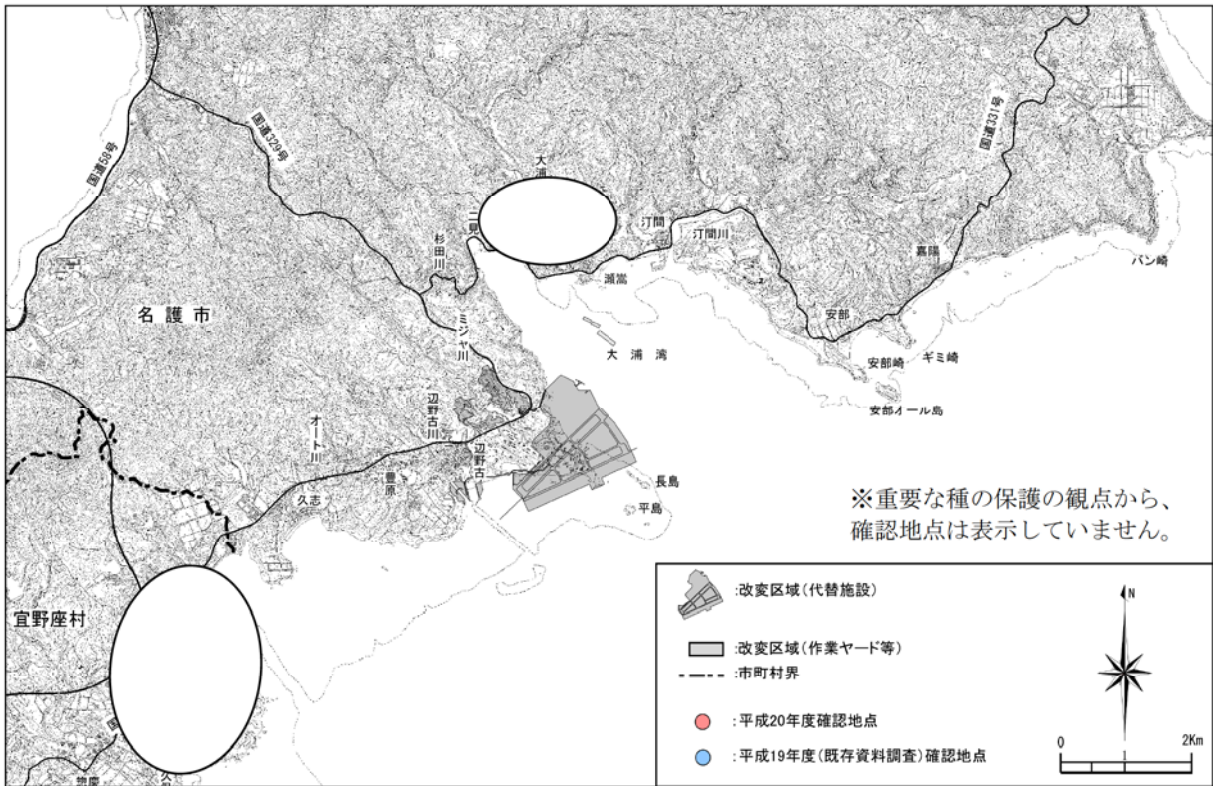 国道58号
国道329号
国道331号
大浦
二見
杉田川
汀間
汀間川
瀬嵩
嘉陽
バン崎
名護市
ミジャ川
大浦湾
安部
安部崎
ギミ崎
安部オール島
辺野古川
オート川
辺野古
豊原
久志
長島
平島
※重要な種の保護の観点から、
確認地点は表示していません。
宜野座村
:改変区域(代替施設)
:改変区域(作業ヤード等)
:市町村界
:平成20年度確認地点
:平成19年度(既存資料調査)確認地点
N
0
1
2Km